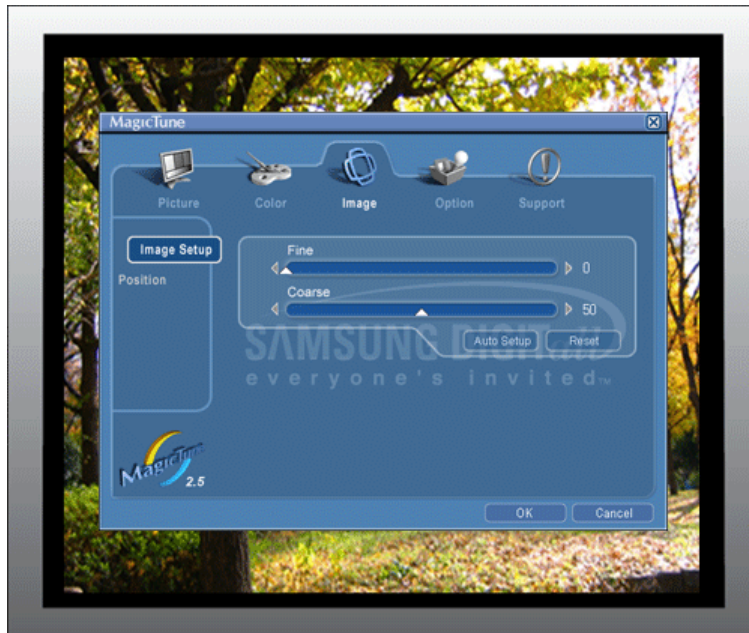 MagicTune
Picture Color Image Option Support
Image Setup
Position
Fine
0
Coarse
50
Auto Setup Reset
SAMSUNG DIGITall
everyone's invited™
MagicTune
2.5
OK Cancel